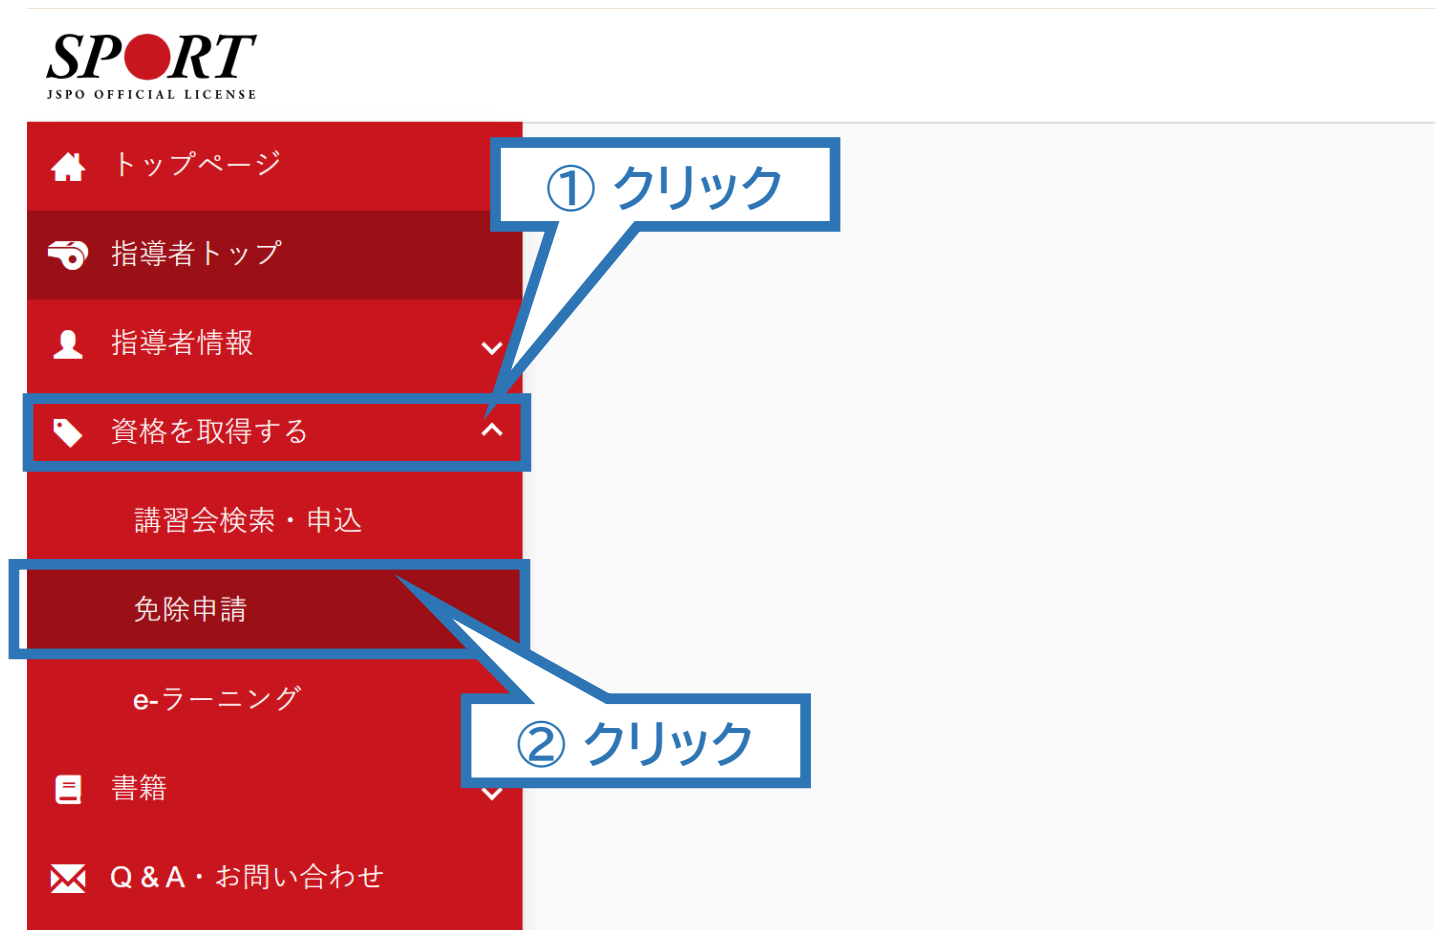 SPORT
JSPO OFFICIAL LICENSE
トップページ
① クリック
指導者トップ
指導者情報
資格を取得する
講習会検索・申込
免除申請
e-ラーニング
② クリック
書籍
Q & A・お問い合わせ